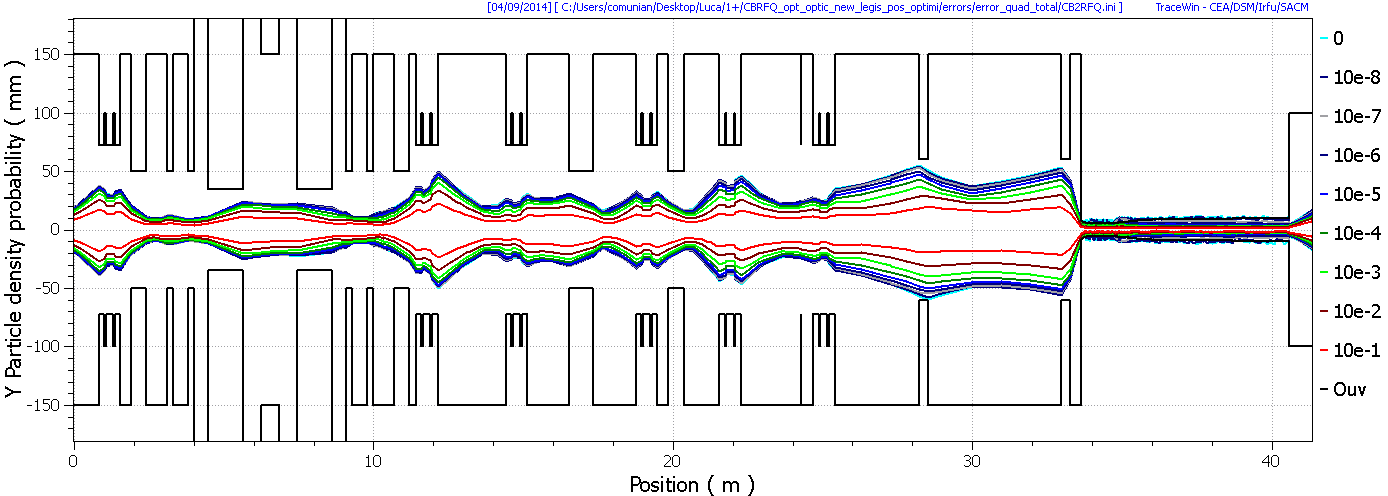 [04/09/2014] [ C:/Users/comunian/Desktop/Luca/1+/CBRFQ_opt_optic_new_legis_pos_optimi/errors/error_quad_total/CB2RFQ.ini ] TraceWin - CEA/DSM/Irfu/SACM
Y Particle density probability ( mm )
150
100
50
0
-50
-100
-150
0 10 20 30 40
Position ( m )
0
10e-8
10e-7
10e-6
10e-5
10e-4
10e-3
10e-2
10e-1
Ouv